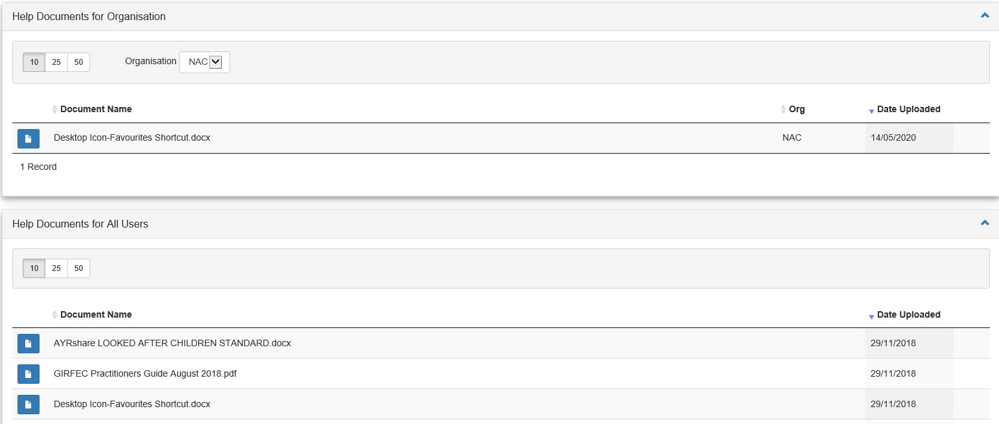 Help Documents for Organisation
10 25 50 Organisation NAC
Document Name Org Date Uploaded
Desktop Icon-Favourites Shortcut.docx NAC 14/05/2020
1 Record
Help Documents for All Users
10 25 50
Document Name Date Uploaded
AYRshare LOOKED AFTER CHILDREN STANDARD.docx 29/11/2018
GIRFEC Practitioners Guide August 2018.pdf 29/11/2018
Desktop Icon-Favourites Shortcut.docx 29/11/2018